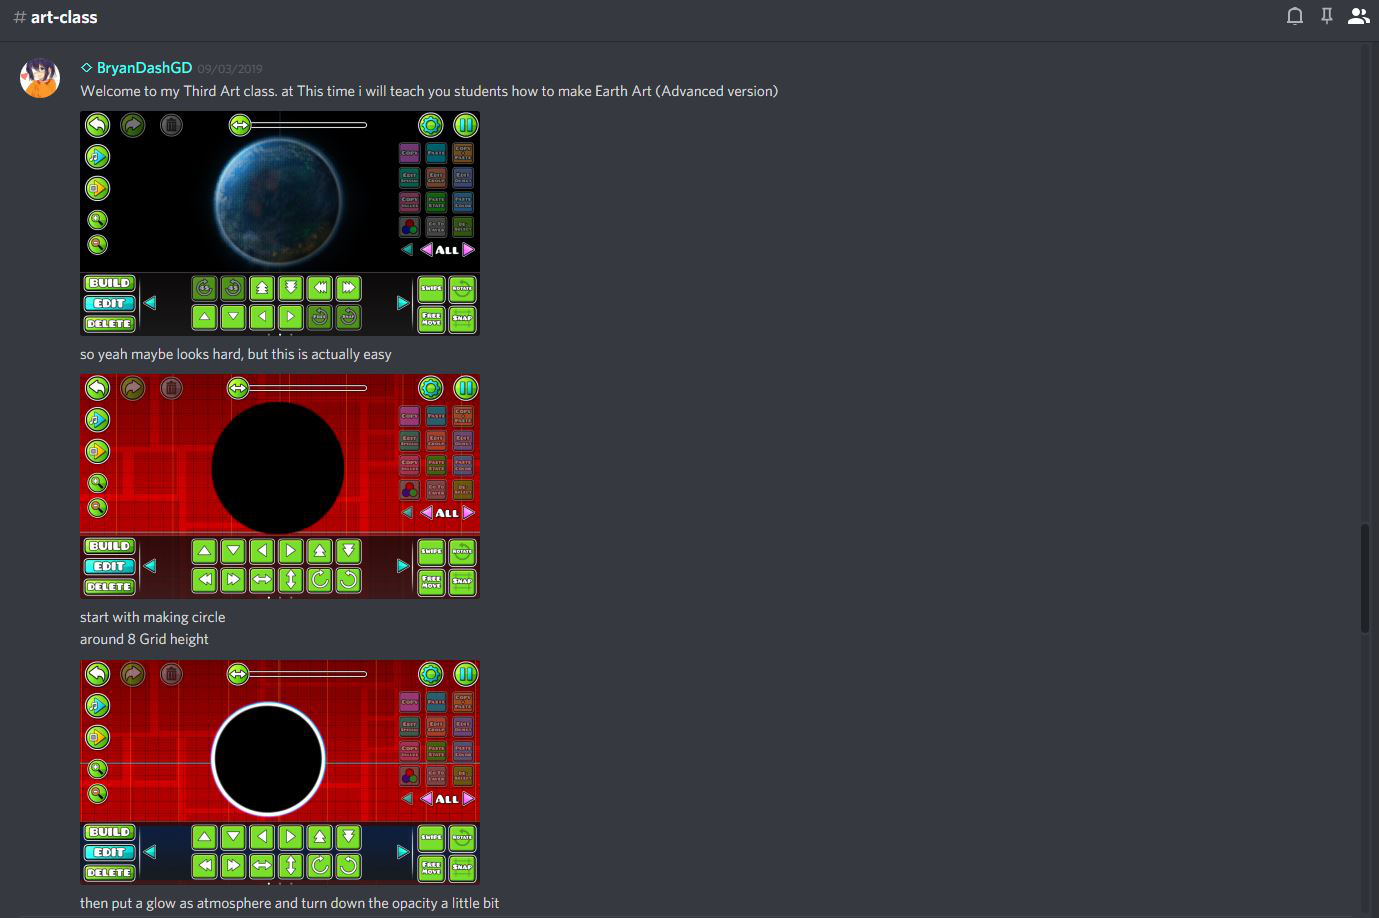 # art-class
BryanDashGD 09/03/2019
Welcome to my Third Art class. at This time i will teach you students how to make Earth Art (Advanced version)
COPY PASTE COPY + PASTE
EDIT SPECIAL EDIT GROUP EDIT OBJECT
COPY VALUES PASTE STATE PASTE COLOR
GO TO LAYER DE SELECT
ALL
BUILD
EDIT
DELETE
45 45
SWIPE ROTATE
FREE MOVE SNAP
so yeah maybe looks hard, but this is actually easy
COPY PASTE COPY + PASTE
EDIT SPECIAL EDIT GROUP EDIT OBJECT
COPY VALUES PASTE STATE PASTE COLOR
GO TO LAYER DE SELECT
ALL
BUILD
EDIT
DELETE
SWIPE ROTATE
FREE MOVE SNAP
start with making circle
around 8 Grid height
COPY PASTE COPY + PASTE
EDIT SPECIAL EDIT GROUP EDIT OBJECT
COPY VALUES PASTE STATE PASTE COLOR
GO TO LAYER DE SELECT
ALL
BUILD
EDIT
DELETE
SWIPE ROTATE
FREE MOVE SNAP
then put a glow as atmosphere and turn down the opacity a little bit